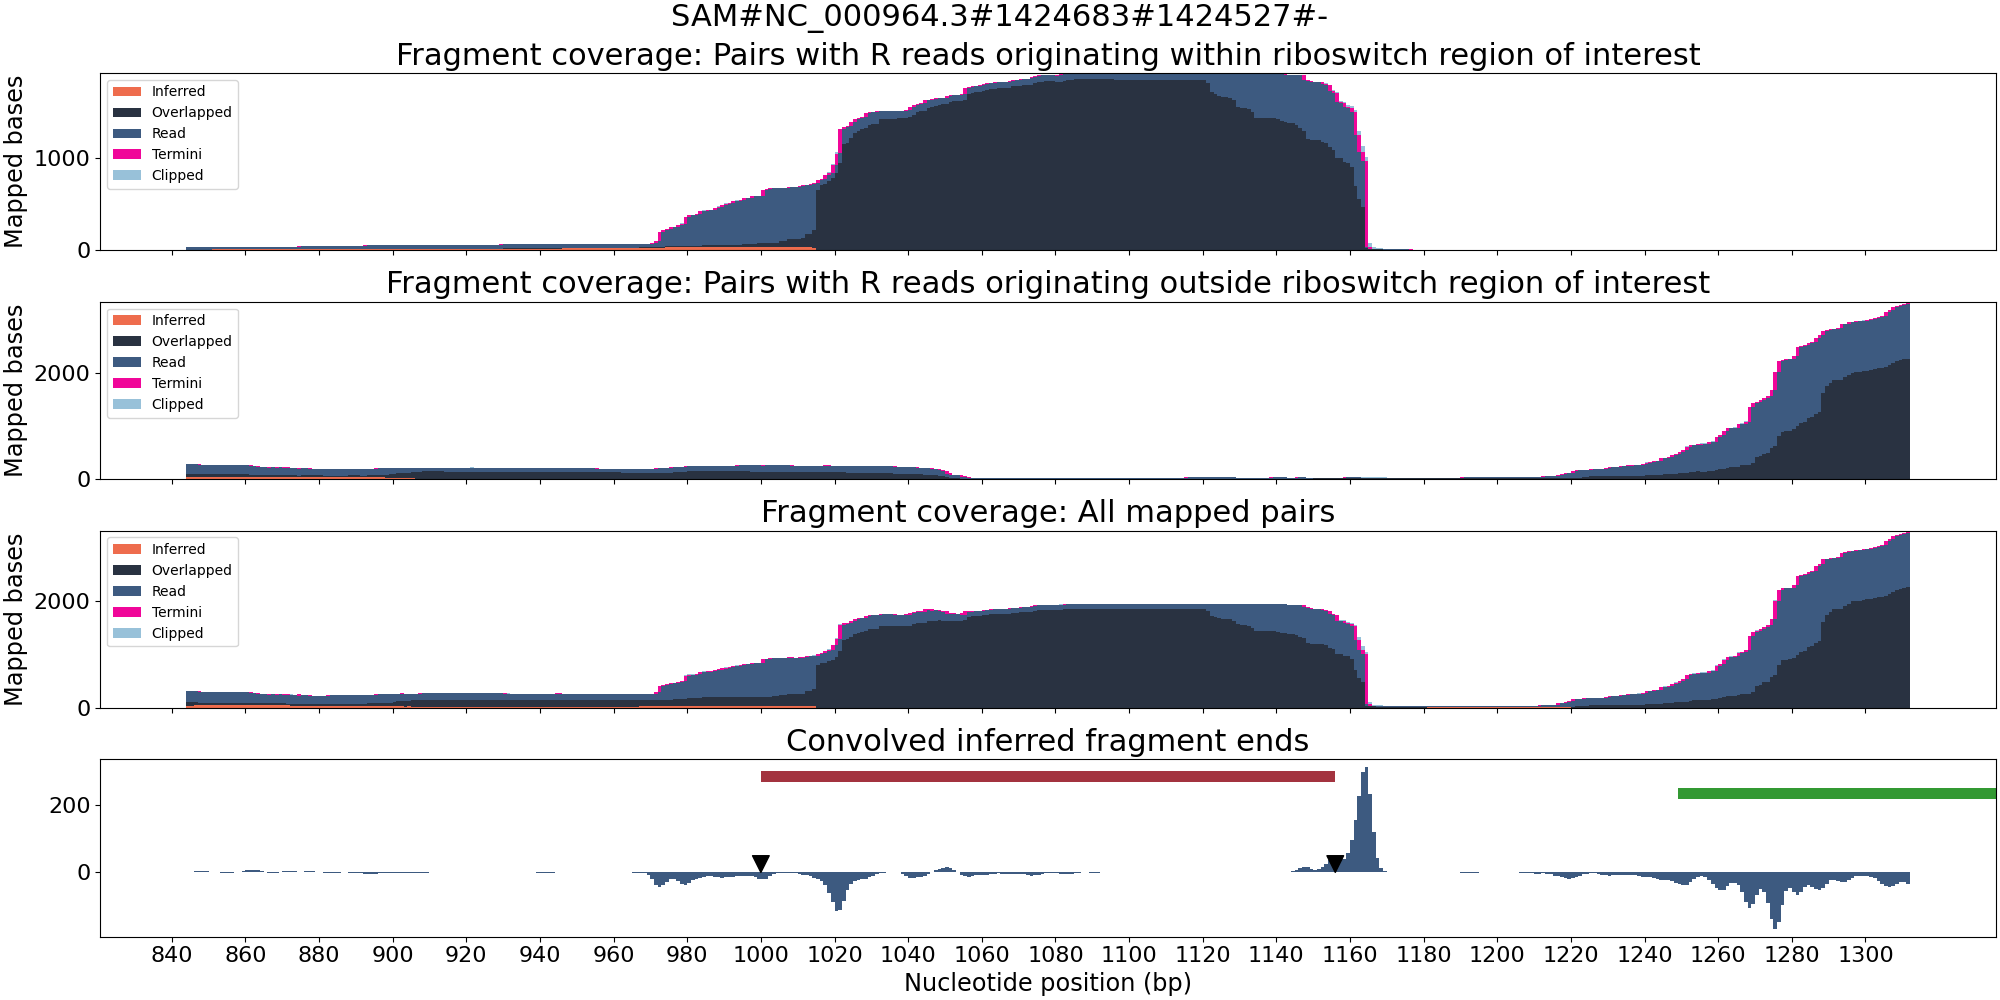 SAM#NC_000964.3#1424683#1424527#-
Fragment coverage: Pairs with R reads originating within riboswitch region of interest
Mapped bases
1000
0
Inferred
Overlapped
Read
Termini
Clipped
Fragment coverage: Pairs with R reads originating outside riboswitch region of interest
Mapped bases
2000
0
Inferred
Overlapped
Read
Termini
Clipped
Fragment coverage: All mapped pairs
Mapped bases
2000
0
Inferred
Overlapped
Read
Termini
Clipped
Convolved inferred fragment ends
200
0
840 860 880 900 920 940 960 980 1000 1020 1040 1060 1080 1100 1120 1140 1160 1180 1200 1220 1240 1260 1280 1300
Nucleotide position (bp)